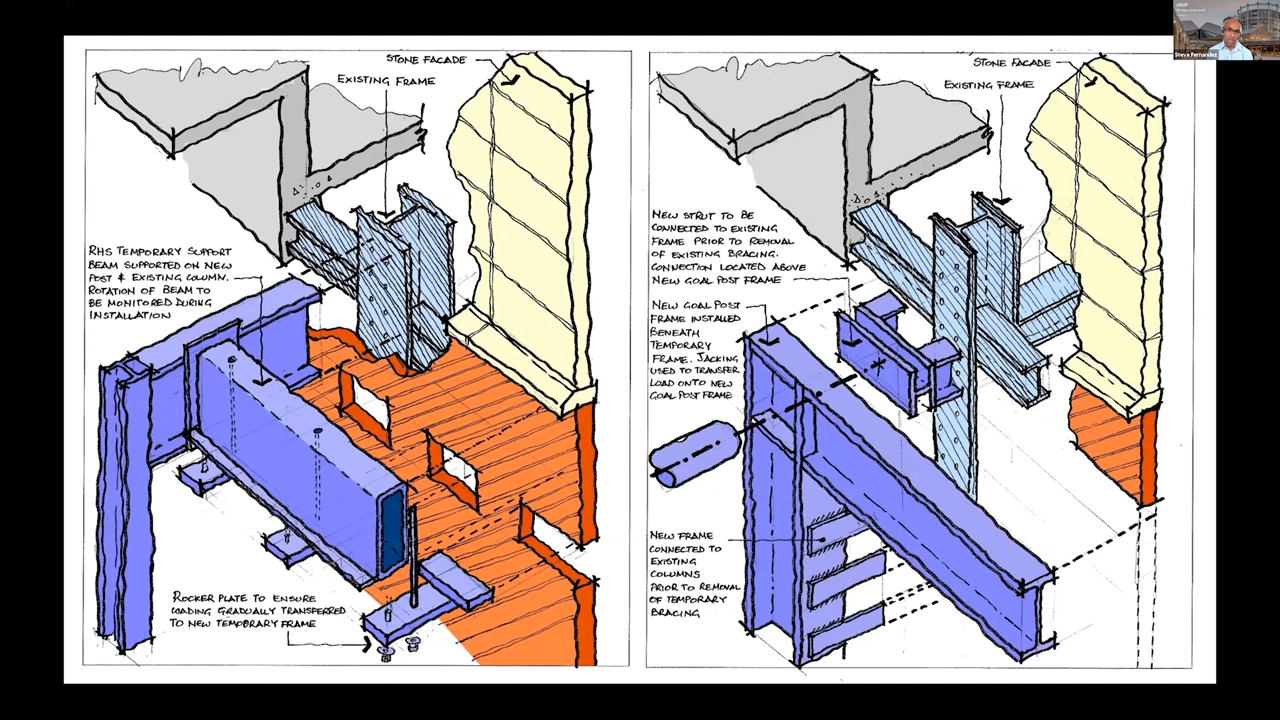 STONE FACADE
EXISTING FRAME
RHS TEMPORARY SUPPORT
BEAM SUPPORTED ON NEW
POST & EXISTING COLUMN.
ROTATION OF BEAM TO
BE MONITORED DURING
INSTALLATION
ROCKER PLATE TO ENSURE
LOADING GRADUALLY TRANSFERRED
TO NEW TEMPORARY FRAME
STONE FACADE
EXISTING FRAME
NEW STRUT TO BE
CONNECTED TO EXISTING
FRAME PRIOR TO REMOVAL
OF EXISTING BRACING.
CONNECTION LOCATED ABOVE
NEW GOAL POST FRAME
NEW GOAL POST
FRAME INSTALLED
BENEATH
TEMPORARY
FRAME. JACKING
USED TO TRANSFER
LOAD ONTO NEW
GOAL POST FRAME
NEW FRAME
CONNECTED TO
EXISTING
COLUMNS
PRIOR TO REMOVAL
OF TEMPORARY
BRACING
ARUP
Steve Fernandez